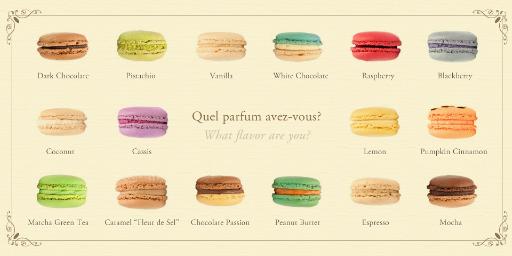 Dark Chocolate
Pistachio
Vanilla
White Chocolate
Raspberry
Blackberry
Quel parfum avez-vous?
What flavor are you?
Coconut
Cassis
Lemon
Pumpkin Cinnamon
Matcha Green Tea
Caramel "Fleur de Sel"
Chocolate Passion
Peanut Butter
Espresso
Mocha